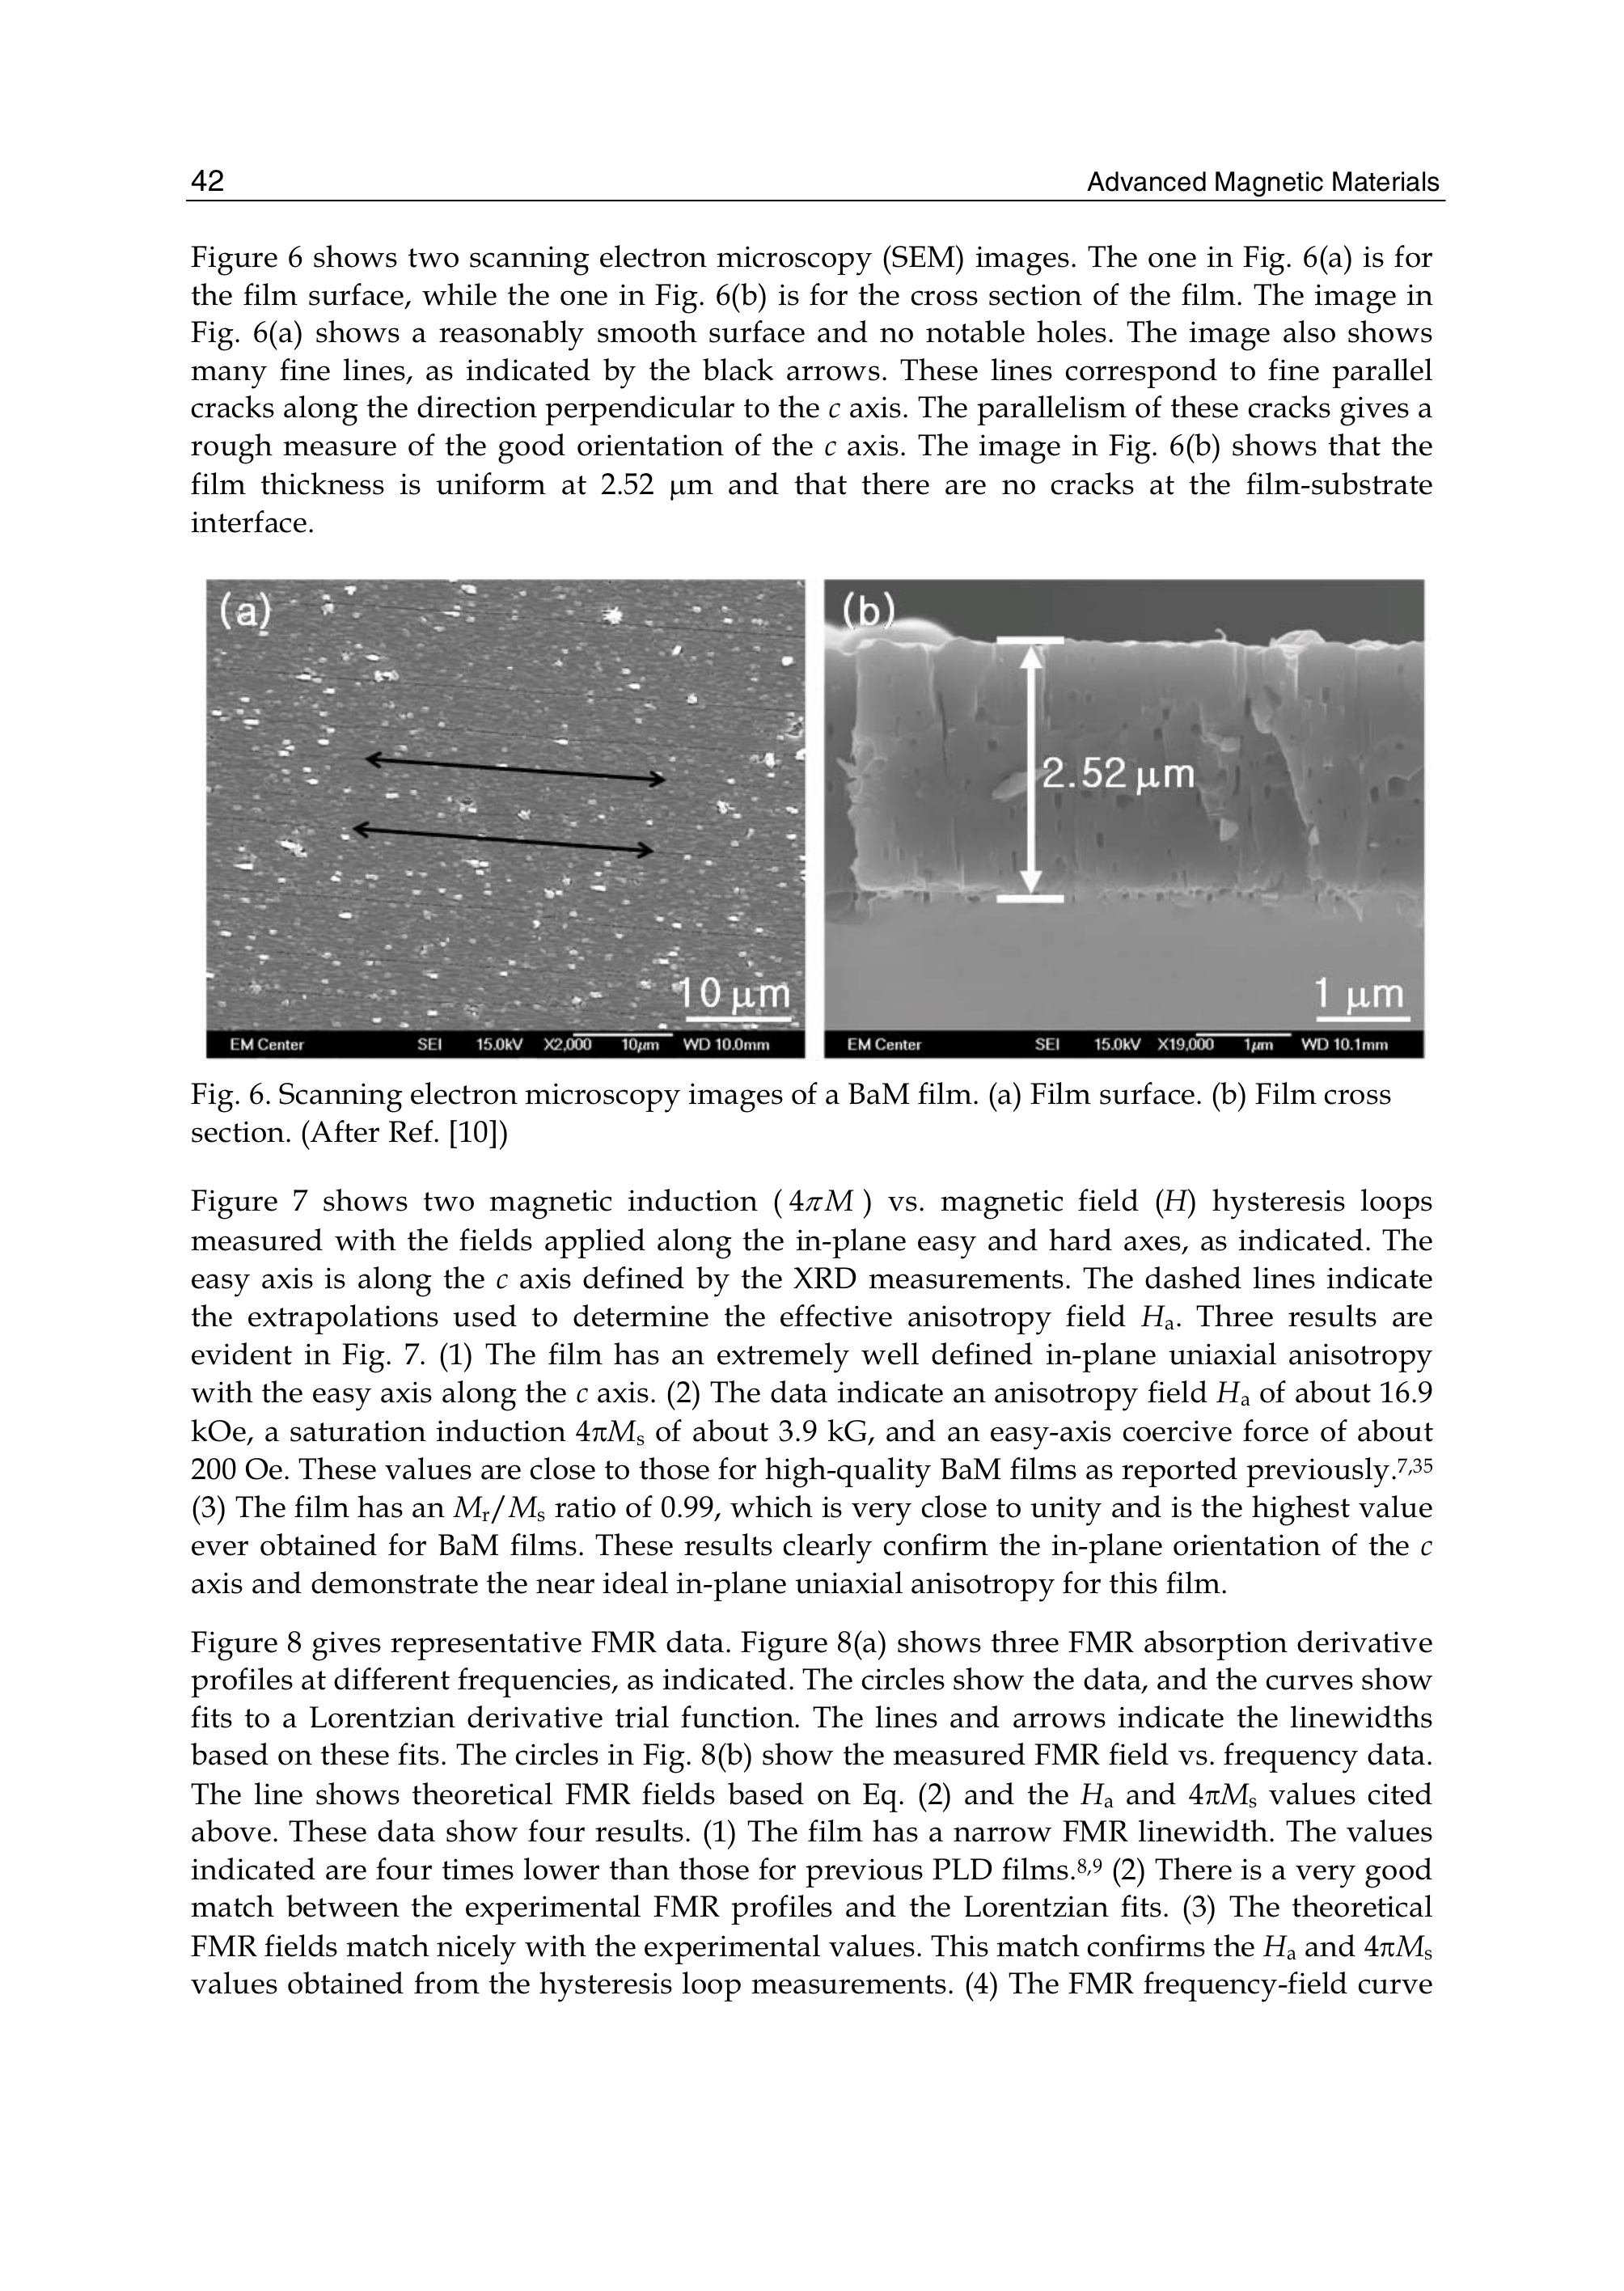 42 Advanced Magnetic Materials
Figure 6 shows two scanning electron microscopy (SEM) images. The one in Fig. 6(a) is for
the film surface, while the one in Fig. 6(b) is for the cross section of the film. The image in
Fig. 6(a) shows a reasonably smooth surface and no notable holes. The image also shows
many fine lines, as indicated by the black arrows. These lines correspond to fine parallel
cracks along the direction perpendicular to the c axis. The parallelism of these cracks gives a
rough measure of the good orientation of the c axis. The image in Fig. 6(b) shows that the
film thickness is uniform at 2.52 μm and that there are no cracks at the film-substrate
interface.
(a)
10 μm
EM Center SEI 15.0kV X2,000 10μm WD 10.0mm
(b)
2.52 μm
1 μm
EM Center SEI 15.0kV X19,000 1μm WD 10.1mm
Fig. 6. Scanning electron microscopy images of a BaM film. (a) Film surface. (b) Film cross
section. (After Ref. [10])
Figure 7 shows two magnetic induction ( 4πM ) vs. magnetic field (H) hysteresis loops
measured with the fields applied along the in-plane easy and hard axes, as indicated. The
easy axis is along the c axis defined by the XRD measurements. The dashed lines indicate
the extrapolations used to determine the effective anisotropy field Ha. Three results are
evident in Fig. 7. (1) The film has an extremely well defined in-plane uniaxial anisotropy
with the easy axis along the c axis. (2) The data indicate an anisotropy field Ha of about 16.9
kOe, a saturation induction 4πMs of about 3.9 kG, and an easy-axis coercive force of about
200 Oe. These values are close to those for high-quality BaM films as reported previously.7,35
(3) The film has an Mr/Ms ratio of 0.99, which is very close to unity and is the highest value
ever obtained for BaM films. These results clearly confirm the in-plane orientation of the c
axis and demonstrate the near ideal in-plane uniaxial anisotropy for this film.
Figure 8 gives representative FMR data. Figure 8(a) shows three FMR absorption derivative
profiles at different frequencies, as indicated. The circles show the data, and the curves show
fits to a Lorentzian derivative trial function. The lines and arrows indicate the linewidths
based on these fits. The circles in Fig. 8(b) show the measured FMR field vs. frequency data.
The line shows theoretical FMR fields based on Eq. (2) and the Ha and 4πMs values cited
above. These data show four results. (1) The film has a narrow FMR linewidth. The values
indicated are four times lower than those for previous PLD films.8,9 (2) There is a very good
match between the experimental FMR profiles and the Lorentzian fits. (3) The theoretical
FMR fields match nicely with the experimental values. This match confirms the Ha and 4πMs
values obtained from the hysteresis loop measurements. (4) The FMR frequency-field curve